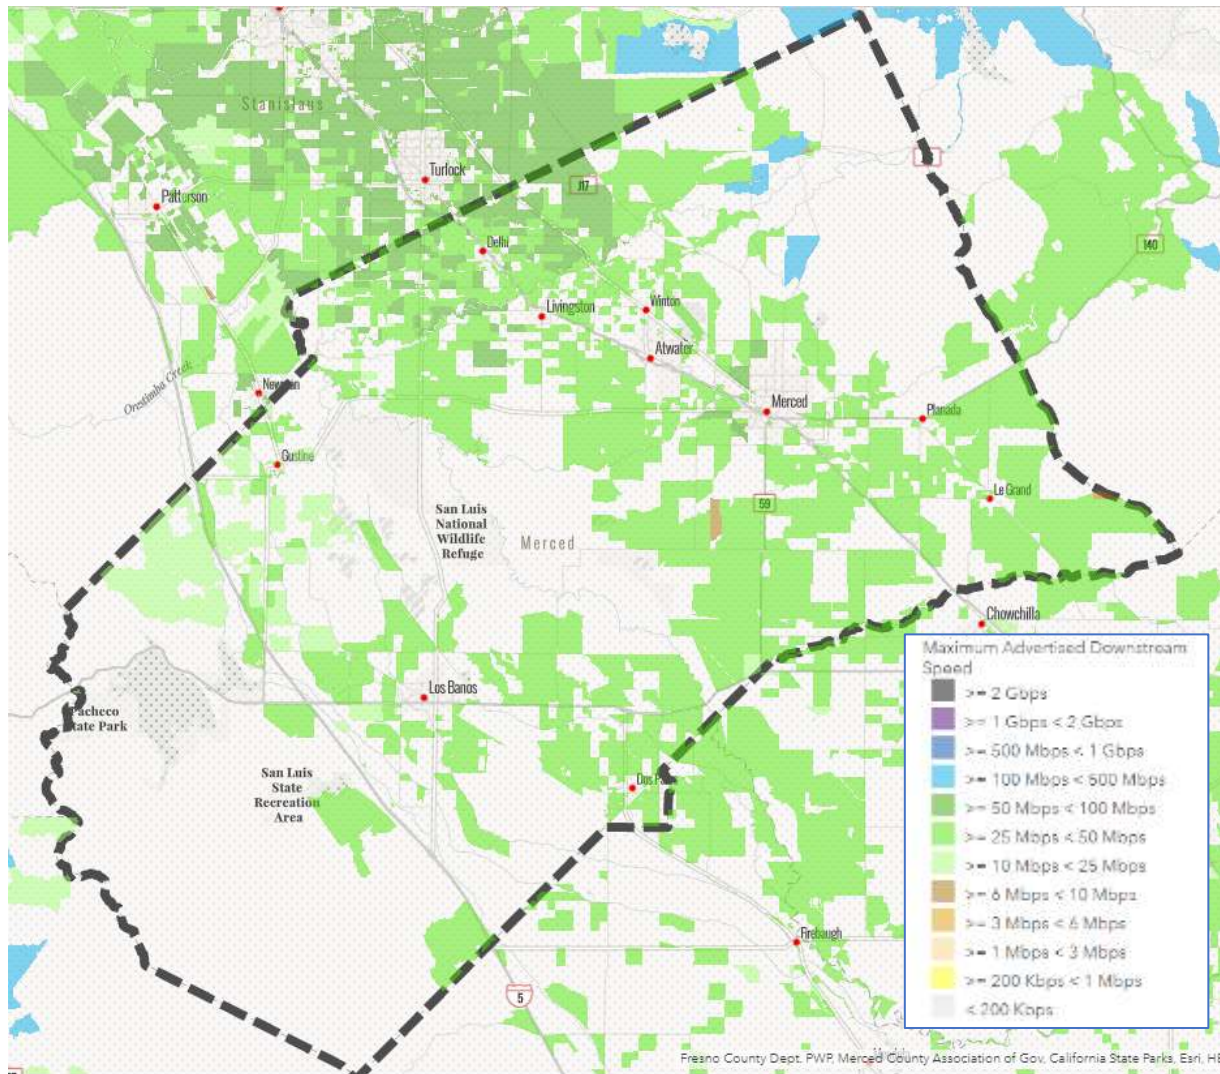 Stanislaus
Turlock
J17
Patterson
140
Delhi
Livingston
Winton
Atwater
Orestimba Creek
Newman
Merced
Planada
Gustine
Le Grand
59
San Luis
National
Wildlife
Refuge
Merced
Chowchilla
Los Banos
Pacheco
State Park
San Luis
State
Recreation
Area
Dos Palos
Firebaugh
5
Maximum Advertised Downstream
Speed
>= 2 Gbps
>= 1 Gbps < 2 Gbps
>= 500 Mbps < 1 Gbps
>= 100 Mbps < 500 Mbps
>= 50 Mbps < 100 Mbps
>= 25 Mbps < 50 Mbps
>= 10 Mbps < 25 Mbps
>= 6 Mbps < 10 Mbps
>= 3 Mbps < 6 Mbps
>= 1 Mbps < 3 Mbps
>= 200 Kbps < 1 Mbps
< 200 Kbps
Fresno County Dept. PWP, Merced County Association of Gov, California State Parks, Esri, HE